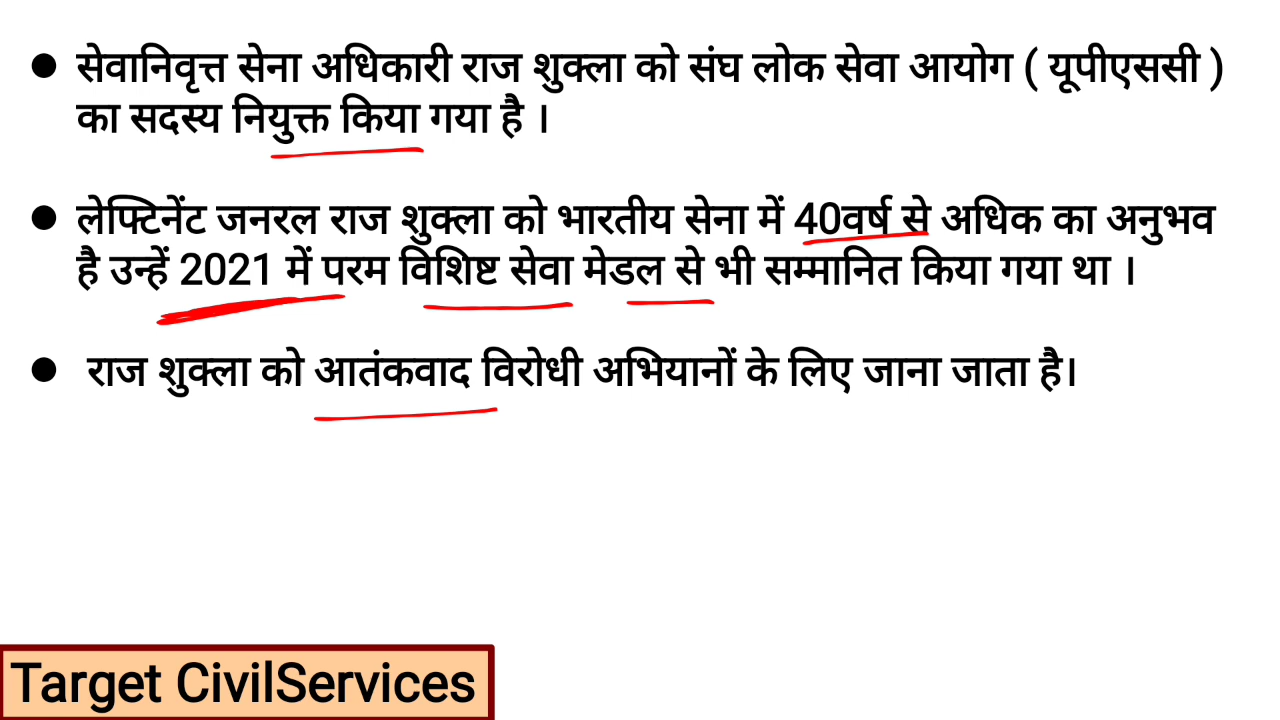 ● सेवानिवृत्त सेना अधिकारी राज शुक्ला को संघ लोक सेवा आयोग ( यूपीएससी )
का सदस्य नियुक्त किया गया है ।
● लेफ्टिनेंट जनरल राज शुक्ला को भारतीय सेना में 40वर्ष से अधिक का अनुभव
है उन्हें 2021 में परम विशिष्ट सेवा मेडल से भी सम्मानित किया गया था ।
● राज शुक्ला को आतंकवाद विरोधी अभियानों के लिए जाना जाता है।
Target CivilServices